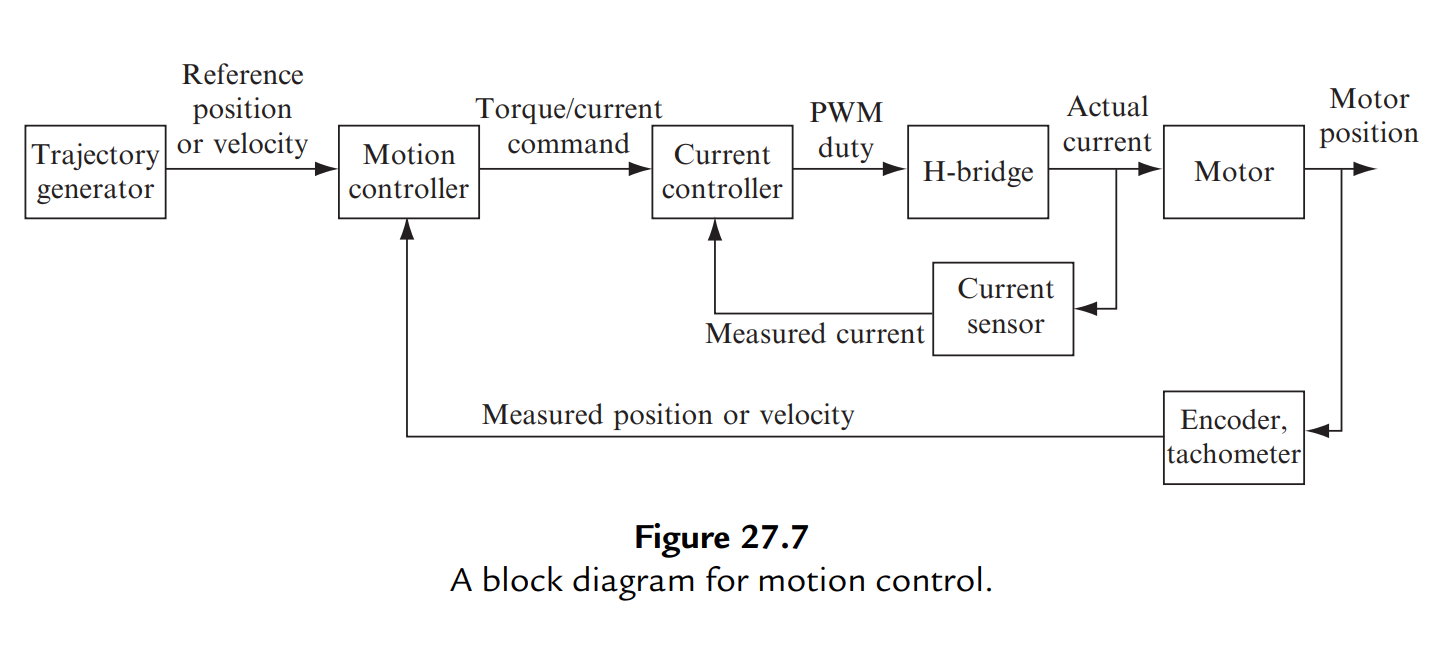 Trajectory
generator
Reference
position
or velocity
Motion
controller
Torque/current
command
Current
controller
PWM
duty
H-bridge
Actual
current
Motor
Motor
position
Current
sensor
Measured current
Encoder,
tachometer
Measured position or velocity
Figure 27.7
A block diagram for motion control.